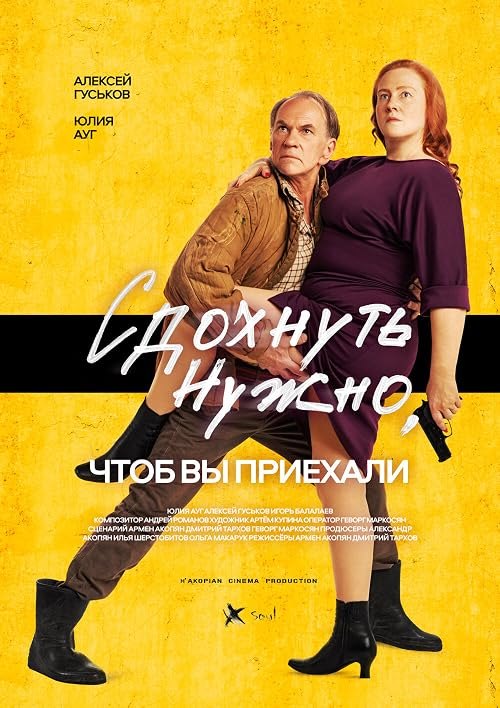 АЛЕКСЕЙ
ГУСЬКОВ
ЮЛИЯ
АУГ
СДОХНУТЬ
НУЖНО,
ЧТОБ ВЫ ПРИЕХАЛИ
ЮЛИЯ АУГ АЛЕКСЕЙ ГУСЬКОВ ИГОРЬ БАЛАЛАЕВ
КОМПОЗИТОР АНДРЕЙ РОМАНОВ ХУДОЖНИК АРТЁМ КУПИНА ОПЕРАТОР ГЕВОРГ МАРКОСЯН
СЦЕНАРИЙ АРМЕН АКОПЯН ДМИТРИЙ ТАРХОВ ГЕВОРГ МАРКОСЯН ПРОДЮСЕРЫ АЛЕКСАНДР
АКОПЯН ИЛЬЯ ШЕРСТОБИТОВ ОЛЬГА МАКАРУК РЕЖИССЁРЫ АРМЕН АКОПЯН ДМИТРИЙ ТАРХОВ
H'AKOPIAN CINEMA PRODUCTION
soul